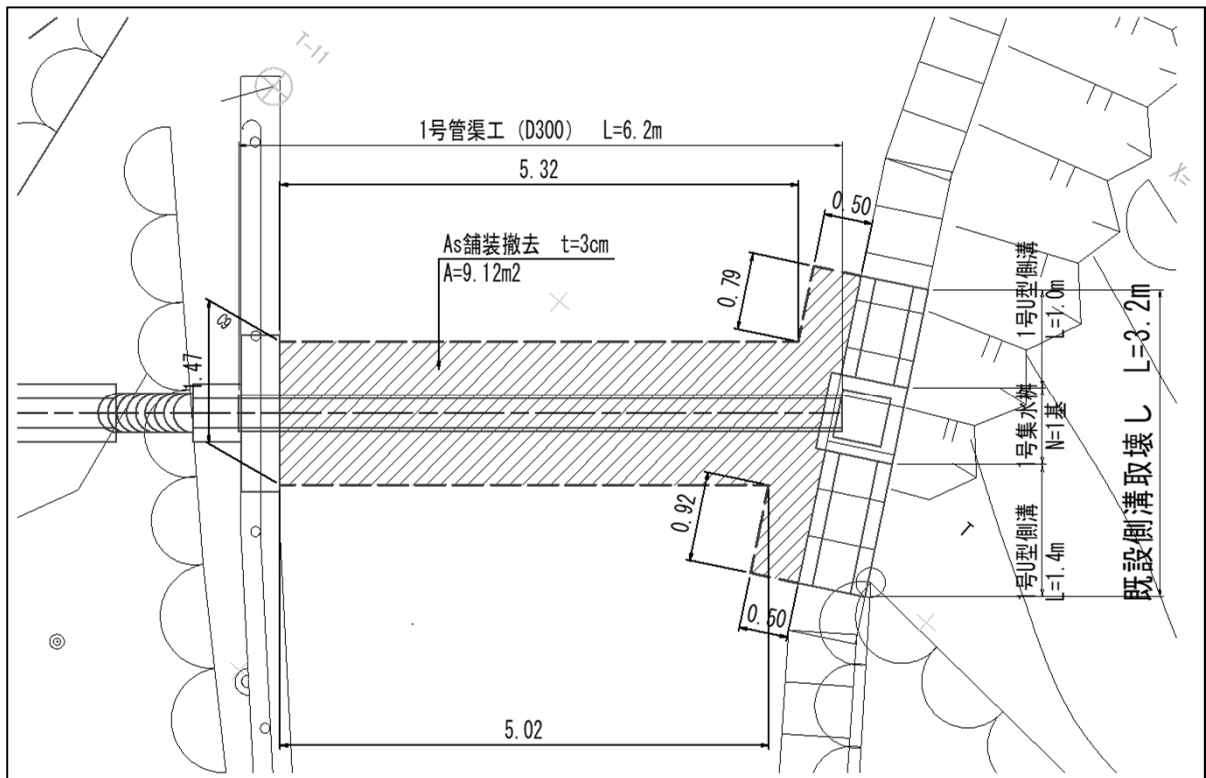 T-11
1号管渠工 (D300) L=6.2m
5.32
0.50
As舗装撤去 t=3cm
A=9.12m2
0.79
1.47
60
0.92
0.50
5.02
1号U型側溝
L=1.0m
1号集水桝
N=1基
1号U型側溝
L=1.4m
既設側溝取壊し L=3.2m
X=
T